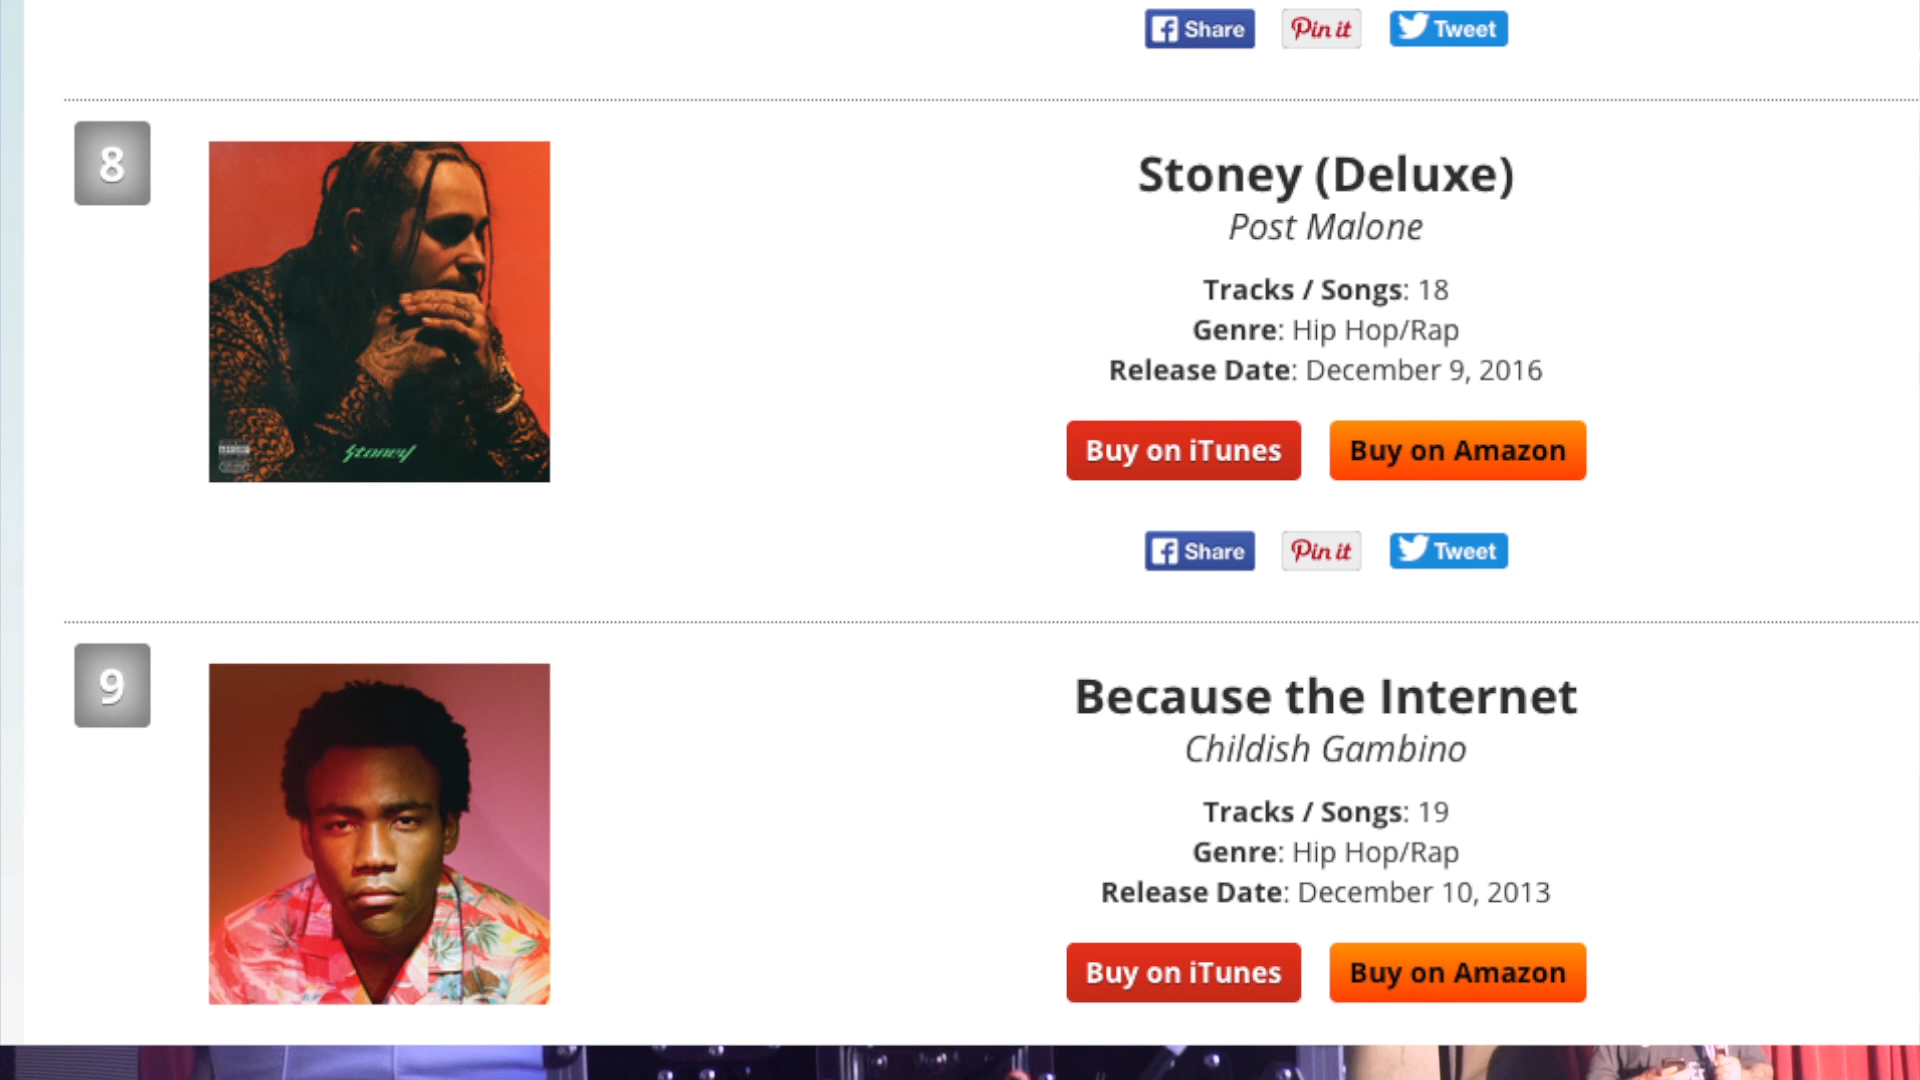 Share Pin it Tweet
8
Stoney (Deluxe)
Post Malone
Tracks / Songs: 18
Genre: Hip Hop/Rap
Release Date: December 9, 2016
Stoney
Buy on iTunes Buy on Amazon
Share Pin it Tweet
9
Because the Internet
Childish Gambino
Tracks / Songs: 19
Genre: Hip Hop/Rap
Release Date: December 10, 2013
Buy on iTunes Buy on Amazon